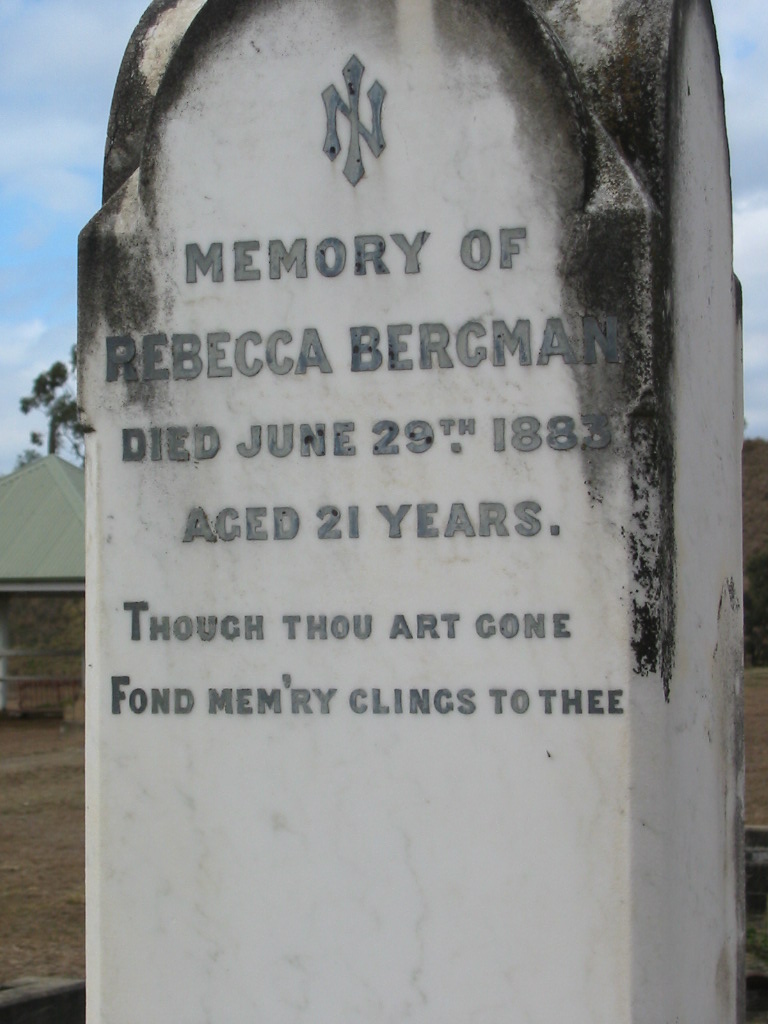 IN
MEMORY OF
REBECCA BERGMAN
DIED JUNE 29TH. 1883
AGED 21 YEARS.
THOUGH THOU ART GONE
FOND MEM'RY CLINGS TO THEE